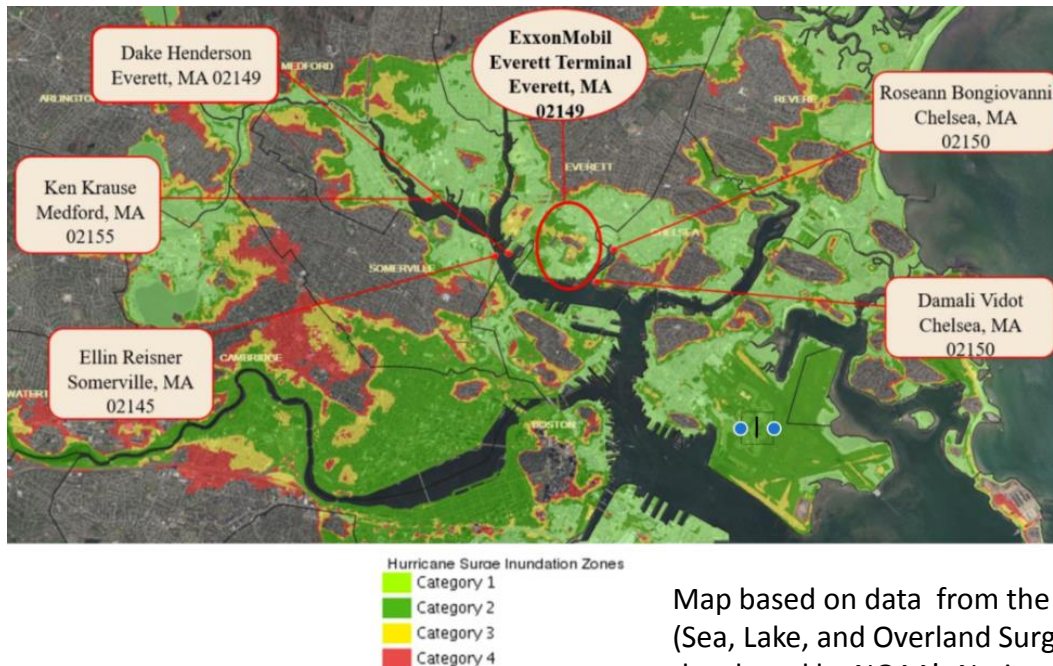 Dake Henderson
Everett, MA 02149
ExxonMobil
Everett Terminal
Everett, MA
02149
Roseann Bongiovanni
Chelsea, MA
02150
Ken Krause
Medford, MA
02155
Damali Vidot
Chelsea, MA
02150
Ellin Reisner
Somerville, MA
02145
MEDFORD
ARLINGTON
REVERE
EVERETT
CHELSEA
SOMERVILLE
CAMBRIDGE
BOSTON
Hurricane Surge Inundation Zones
Category 1
Category 2
Category 3
Category 4
Map based on data from the
(Sea, Lake, and Overland Surg